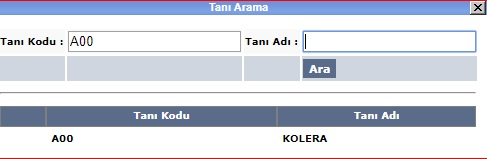 Tanı Arama
Tanı Kodu : A00 Tanı Adı :
Ara
Tanı Kodu Tanı Adı
A00 KOLERA